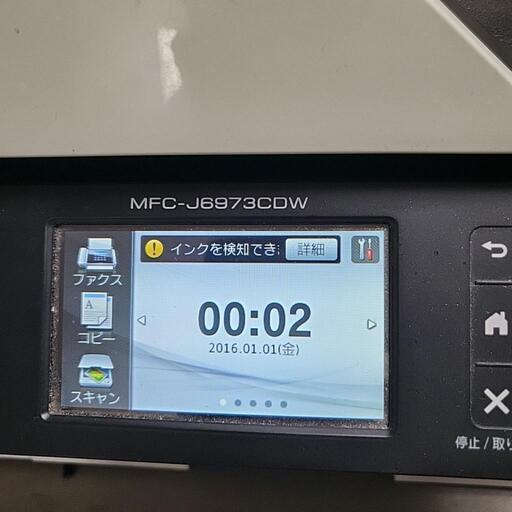 MFC-J6973CDW
インクを検知でき
詳細
ファクス
コピー
スキャン
00:02
2016.01.01(金)
A
停止/取り